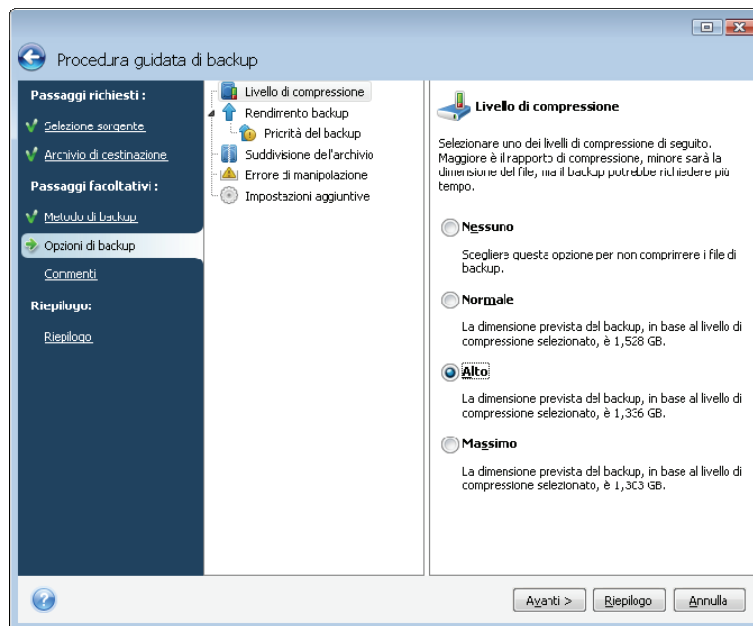 Procedura guidata di backup
Passaggi richiesti :
Selezione sorgente
Archivio di destinazione
Passaggi facoltativi :
Metodo di backup
Opzioni di backup
Commenti
Riepilogo:
Riepilogo
Livello di compressione
Rendimento backup
Priorità del backup
Suddivisione dell'archivio
Errore di manipolazione
Impostazioni aggiuntive
Livello di compressione
Selezionare uno dei livelli di compressione di seguito.
Maggiore è il rapporto di compressione, minore sarà la
dimensione del file, ma il backup potrebbe richiedere più
tempo.
Nessuno
Scegliere questa opzione per non comprimere i file di
backup.
Normale
La dimensione prevista del backup, in base al livello di
compressione selezionato, è 1,528 GB.
Alto
La dimensione prevista del backup, in base al livello di
compressione selezionato, è 1,336 GB.
Massimo
La dimensione prevista del backup, in base al livello di
compressione selezionato, è 1,303 GB.
Avanti >
Riepilogo
Annulla